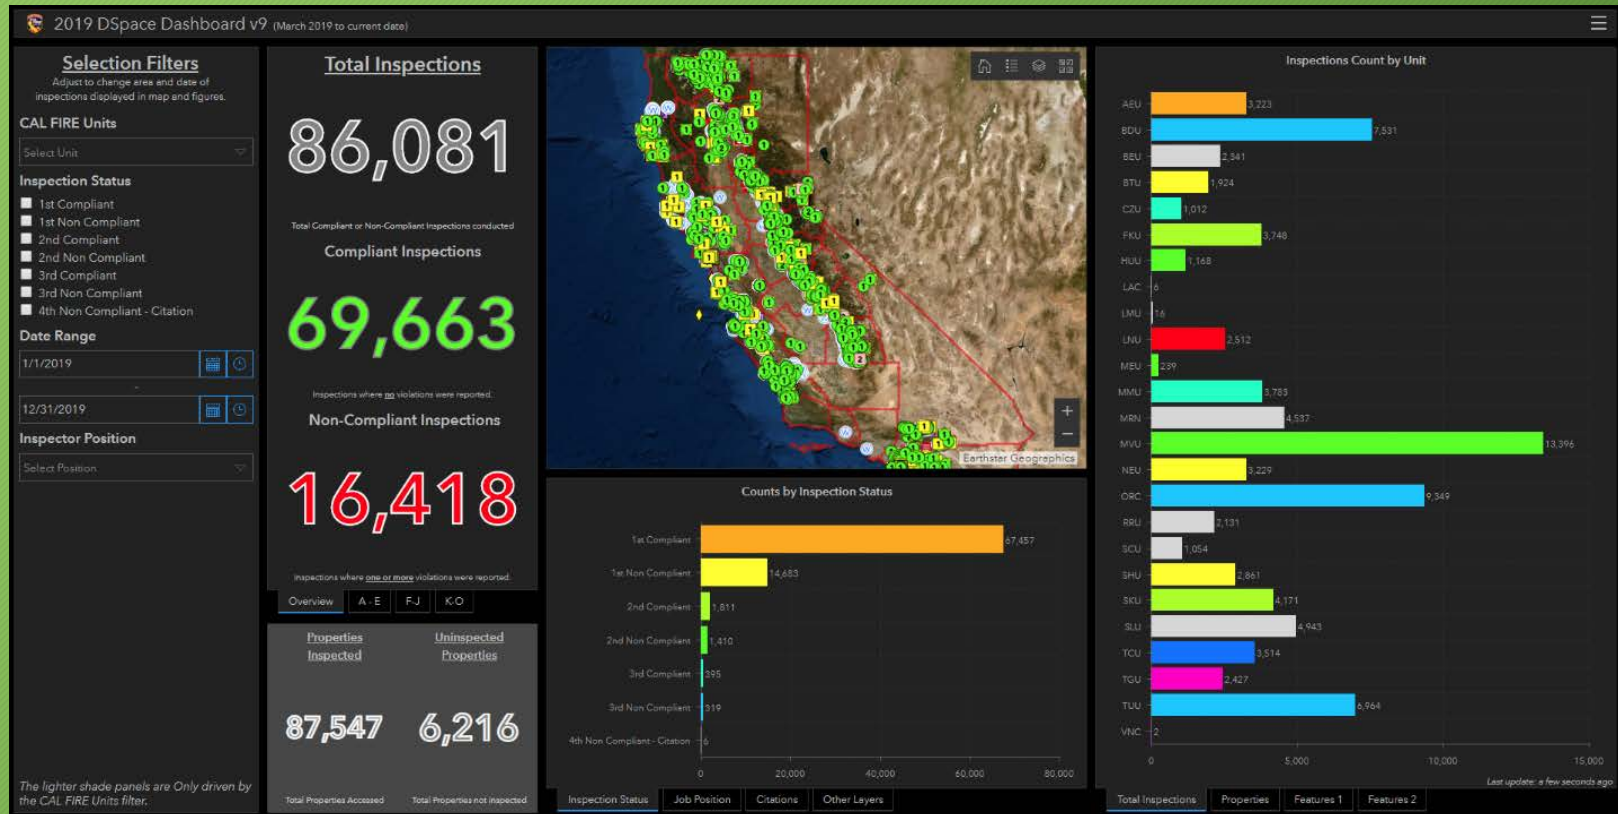 2019 DSpace Dashboard v9 (March 2019 to current date)
Selection Filters
Adjust to change area and date of
inspections displayed in map and figures.
CAL FIRE Units
Select Unit
Inspection Status
1st Compliant
1st Non Compliant
2nd Compliant
2nd Non Compliant
3rd Compliant
3rd Non Compliant
4th Non Compliant - Citation
Date Range
1/1/2019
-
12/31/2019
Inspector Position
Select Position
The lighter shade panels are Only driven by
the CAL FIRE Units filter.
Total Inspections
86,081
Total Compliant or Non-Compliant Inspections conducted
Compliant Inspections
69,663
Inspections where no violations were reported.
Non-Compliant Inspections
16,418
Inspections where one or more violations were reported.
Overview A - E F-J K-O
Properties Uninspected
Inspected Properties
87,547 6,216
Total Properties Accessed Total Properties not inspected
+
−
Earthstar Geographics
Counts by Inspection Status
1st Compliant 67,457
1st Non Compliant 14,683
2nd Compliant 1,811
2nd Non Compliant 1,410
3rd Compliant 395
3rd Non Compliant 319
4th Non Compliant - Citation 6
0 20,000 40,000 60,000 80,000
Inspection Status Job Position Citations Other Layers
Inspections Count by Unit
AEU 3,223
BDU 7,531
BEU 2,341
BTU 1,924
CZU 1,012
FKU 3,748
HUU 1,168
LAC 6
LMU 16
LNU 2,512
MEU 239
MMU 3,783
MRN 4,537
MVU 13,396
NEU 3,229
ORC 9,349
RRU 2,131
SCU 1,054
SHU 2,861
SKU 4,171
SLU 4,943
TCU 3,514
TGU 2,427
TUU 6,964
VNC 2
0 5,000 10,000 15,000
Last update: a few seconds ago
Total Inspections Properties Features 1 Features 2